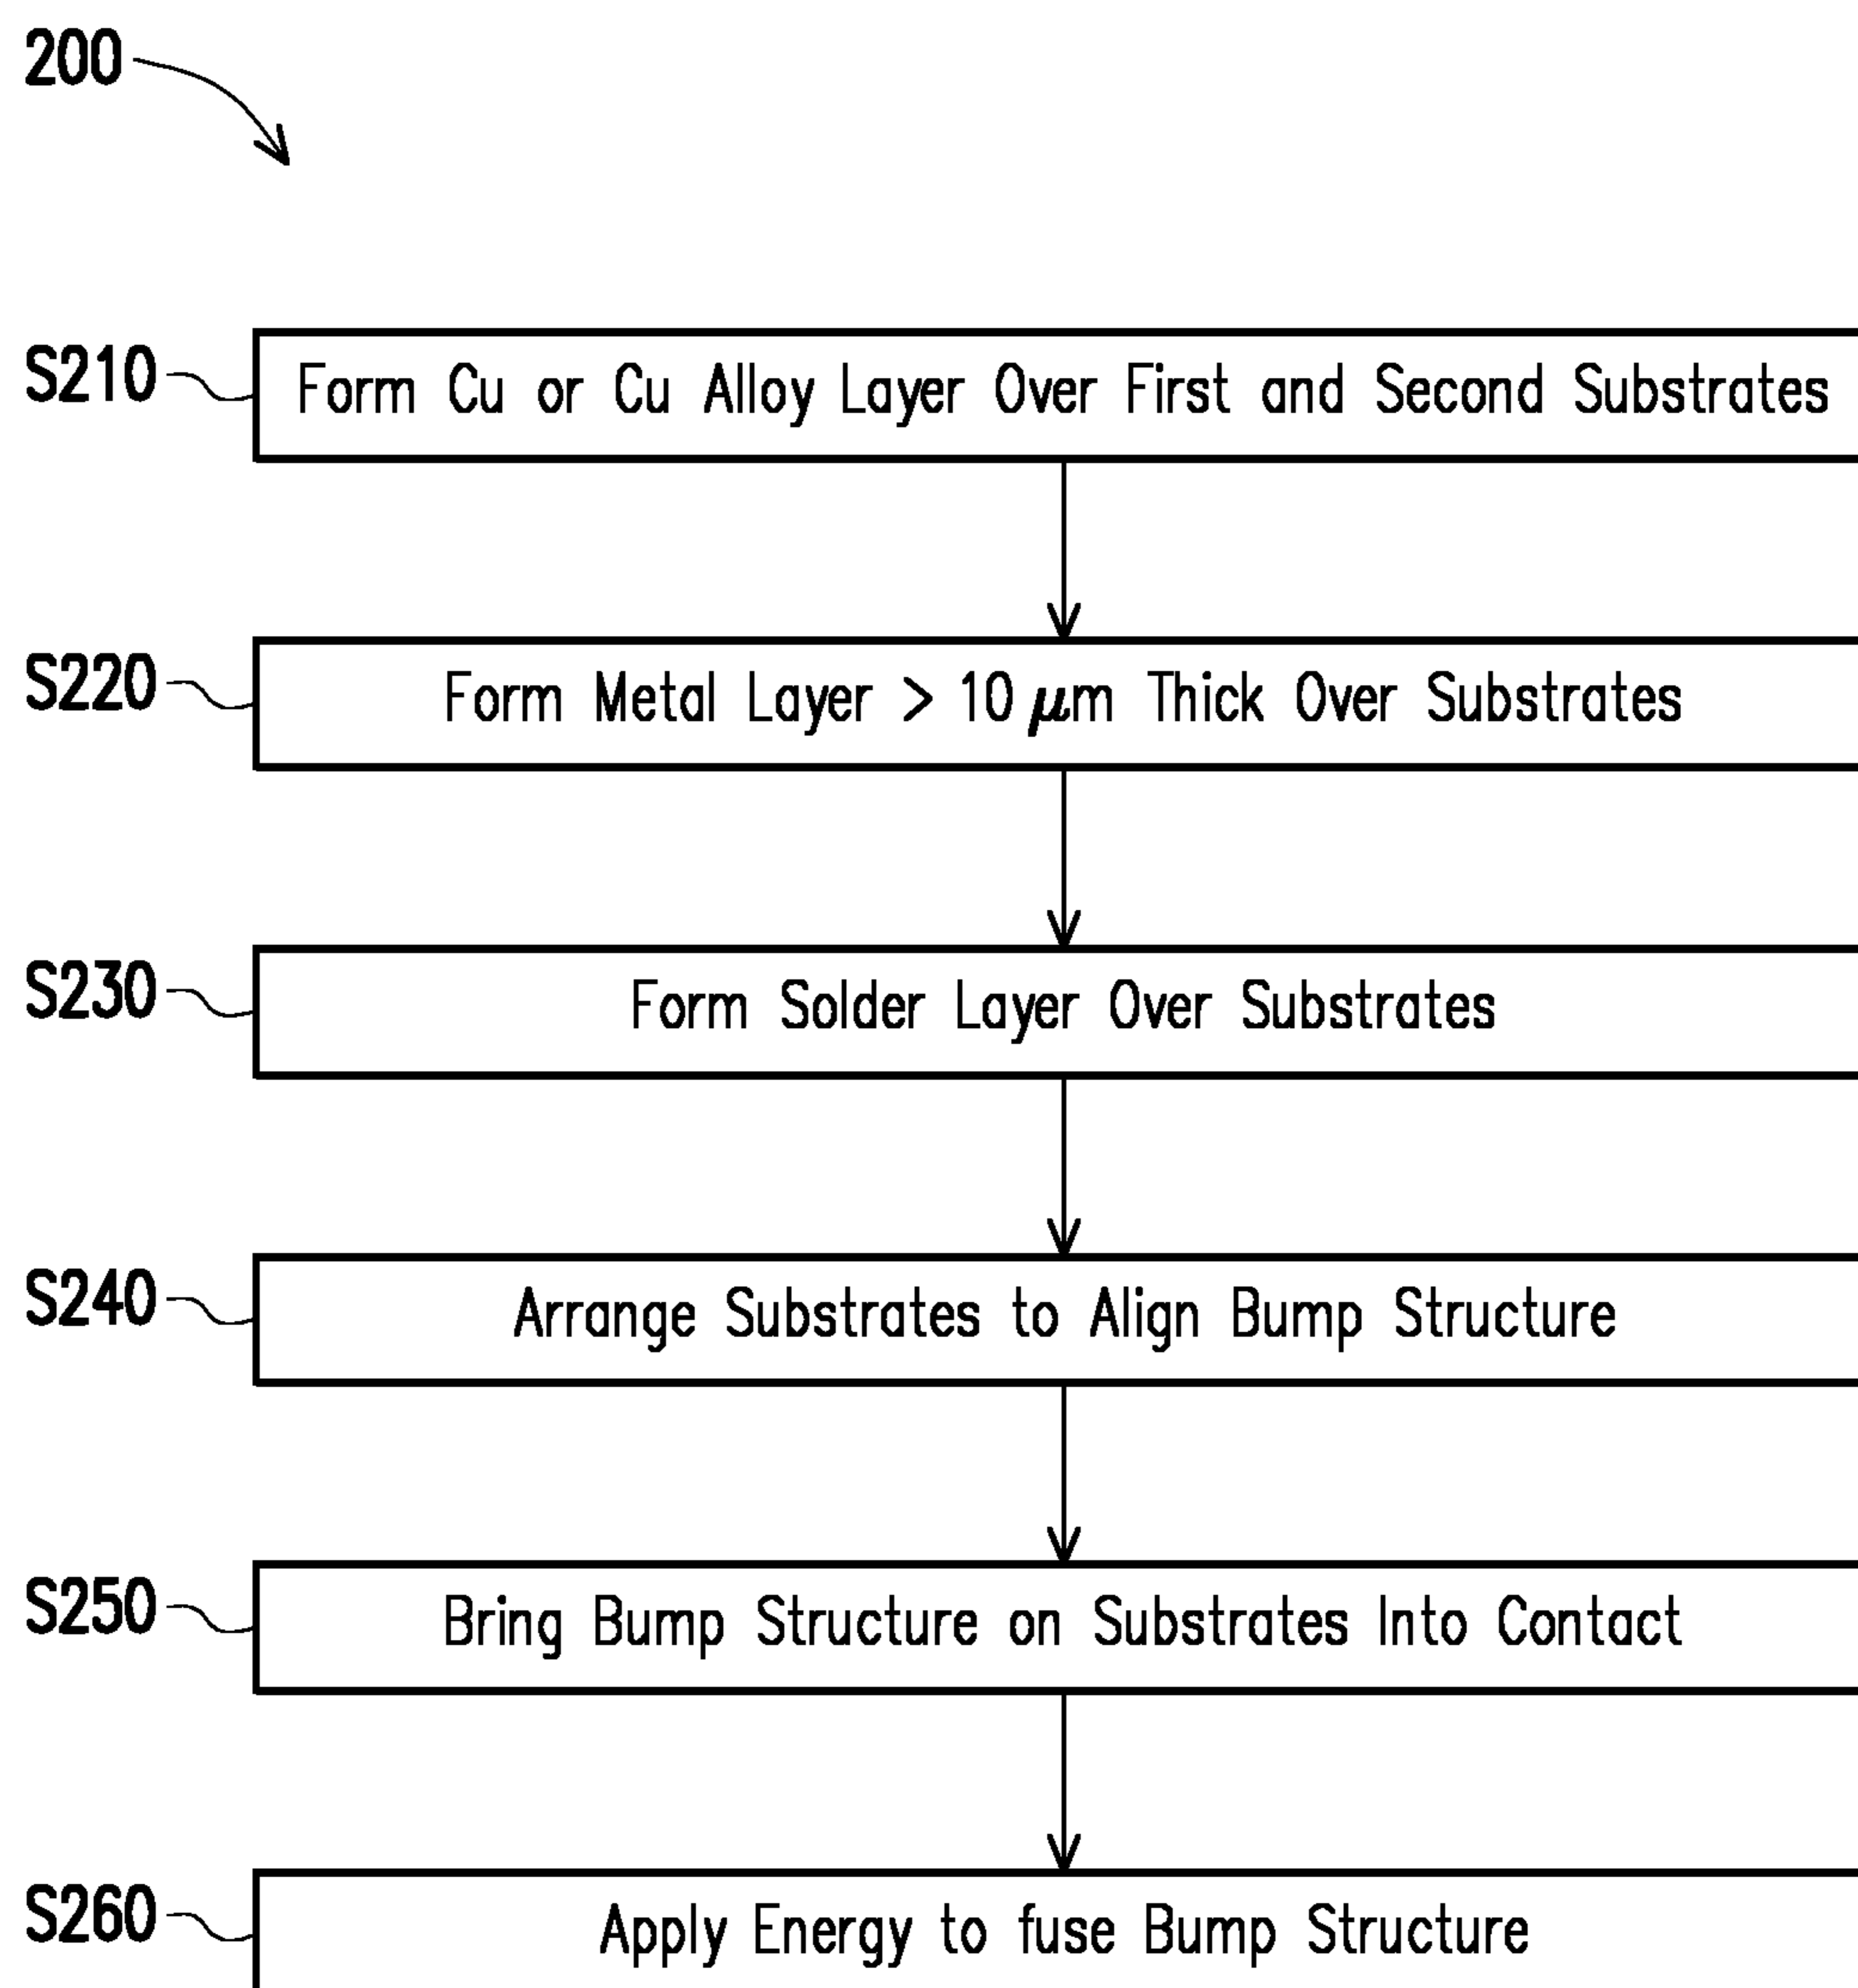 200
S210
Form Cu or Cu Alloy Layer Over First and Second Substrates
S220
Form Metal Layer > 10 μm Thick Over Substrates
S230
Form Solder Layer Over Substrates
S240
Arrange Substrates to Align Bump Structure
S250
Bring Bump Structure on Substrates Into Contact
S260
Apply Energy to fuse Bump Structure